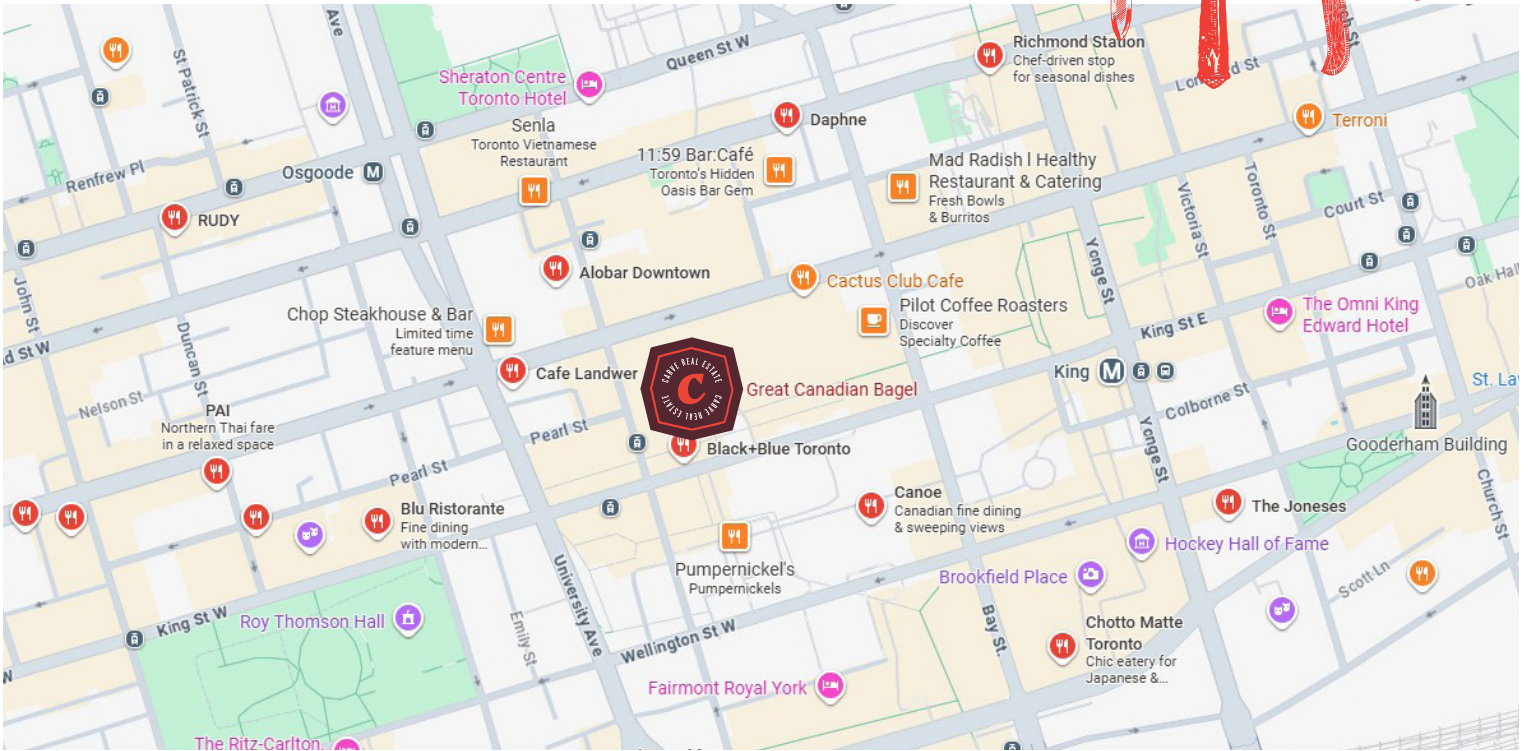 Ave
St Patrick St
Queen St W
Richmond Station
Chef-driven stop
for seasonal dishes
Sheraton Centre
Toronto Hotel
Senla
Toronto Vietnamese
Restaurant
Daphne
Terroni
11:59 Bar:Café
Toronto's Hidden
Oasis Bar Gem
Mad Radish l Healthy
Restaurant & Catering
Fresh Bowls
& Burritos
Osgoode M
Renfrew Pl
RUDY
Victoria St
Toronto St
Court St
Alobar Downtown
Cactus Club Cafe
Yonge St
Oak Hall
John St
Chop Steakhouse & Bar
Limited time
feature menu
Pilot Coffee Roasters
Discover
Specialty Coffee
The Omni King
Edward Hotel
King St E
d St W
Duncan St
Cafe Landwer
CARVE REAL ESTATE
C
CARVE REAL ESTATE
Great Canadian Bagel
King M
St. La
Nelson St
PAI
Northern Thai fare
in a relaxed space
Colborne St
Pearl St
Black+Blue Toronto
Gooderham Building
Pearl St
Yonge St
Blu Ristorante
Fine dining
with modern...
Canoe
Canadian fine dining
& sweeping views
The Joneses
Church St
Hockey Hall of Fame
Pumpernickel's
Pumpernickels
Brookfield Place
Scott Ln
University Ave
King St W
Roy Thomson Hall
Emily St
Wellington St W
Bay St.
Chotto Matte
Toronto
Chic eatery for
Japanese &...
Fairmont Royal York
W
The Ritz-Carlton,